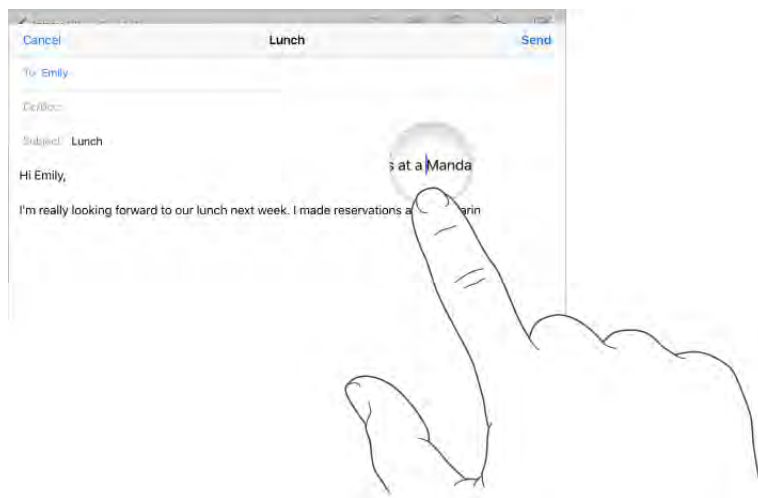 Cancel Lunch Send
To: Emily
Cc/Bcc:
Subject: Lunch
s at a Manda
Hi Emily,
I'm really looking forward to our lunch next week. I made reservations a arin